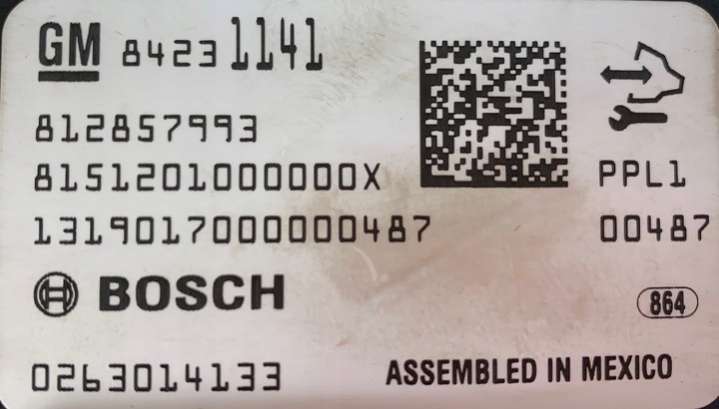 GM 84231141
812857993
8151201000000X PPL1
1319017000000487 00487
BOSCH 864
0263014133 ASSEMBLED IN MEXICO